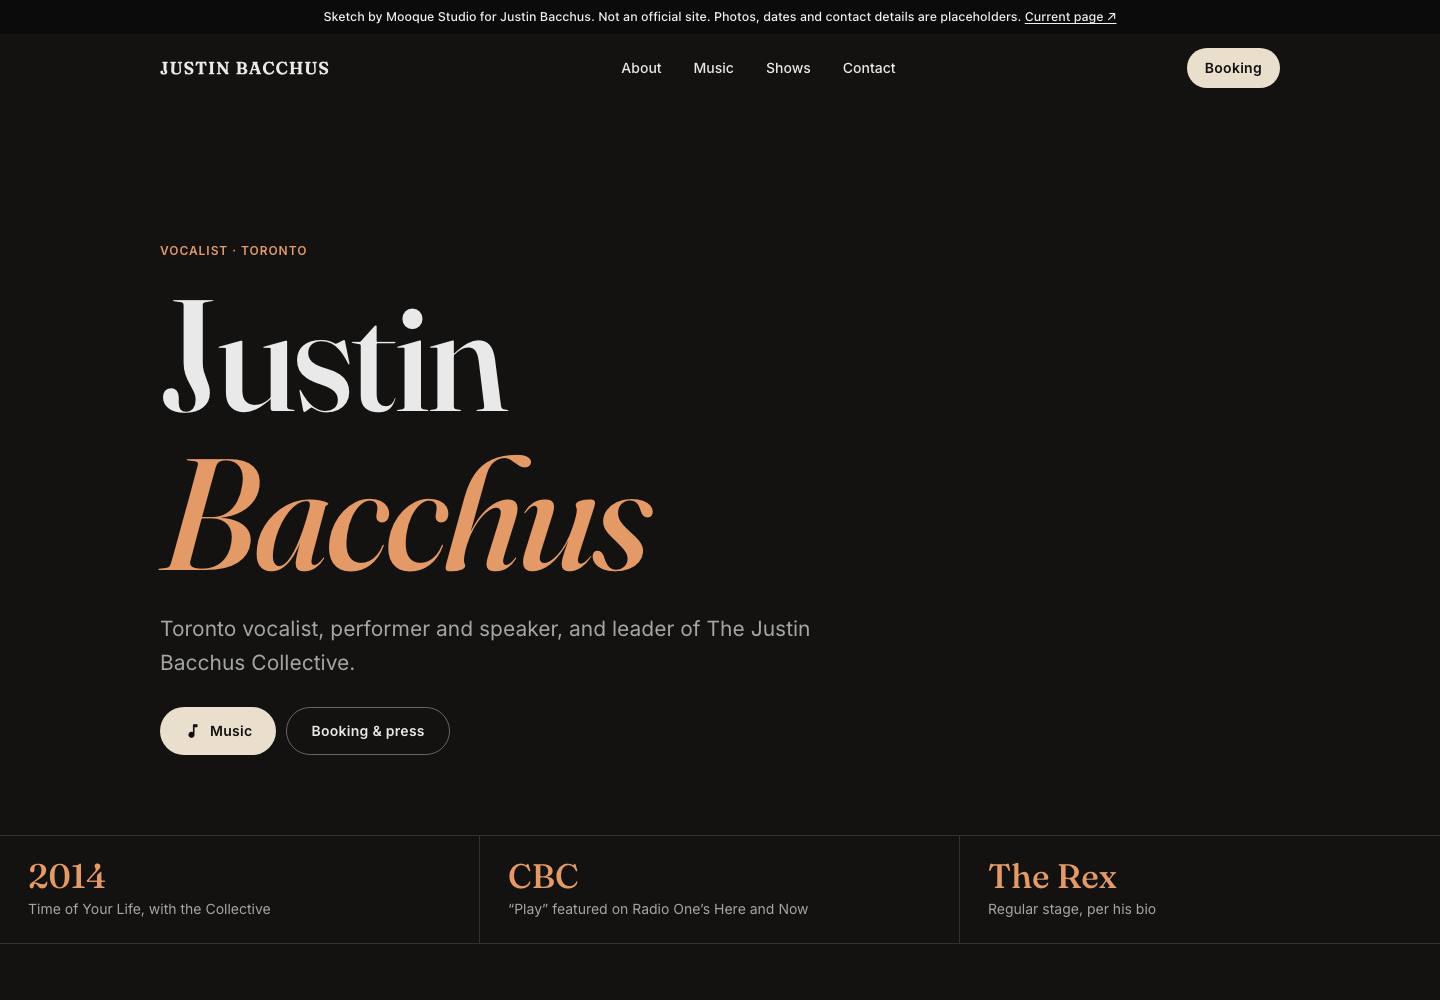 Sketch by Mooque Studio for Justin Bacchus. Not an official site. Photos, dates and contact details are placeholders. Current page ↗
JUSTIN BACCHUS
About
Music
Shows
Contact
Booking
VOCALIST · TORONTO
Justin
Bacchus
Toronto vocalist, performer and speaker, and leader of The Justin
Bacchus Collective.
Music
Booking & press
2014
Time of Your Life, with the Collective
CBC
“Play” featured on Radio One’s Here and Now
The Rex
Regular stage, per his bio